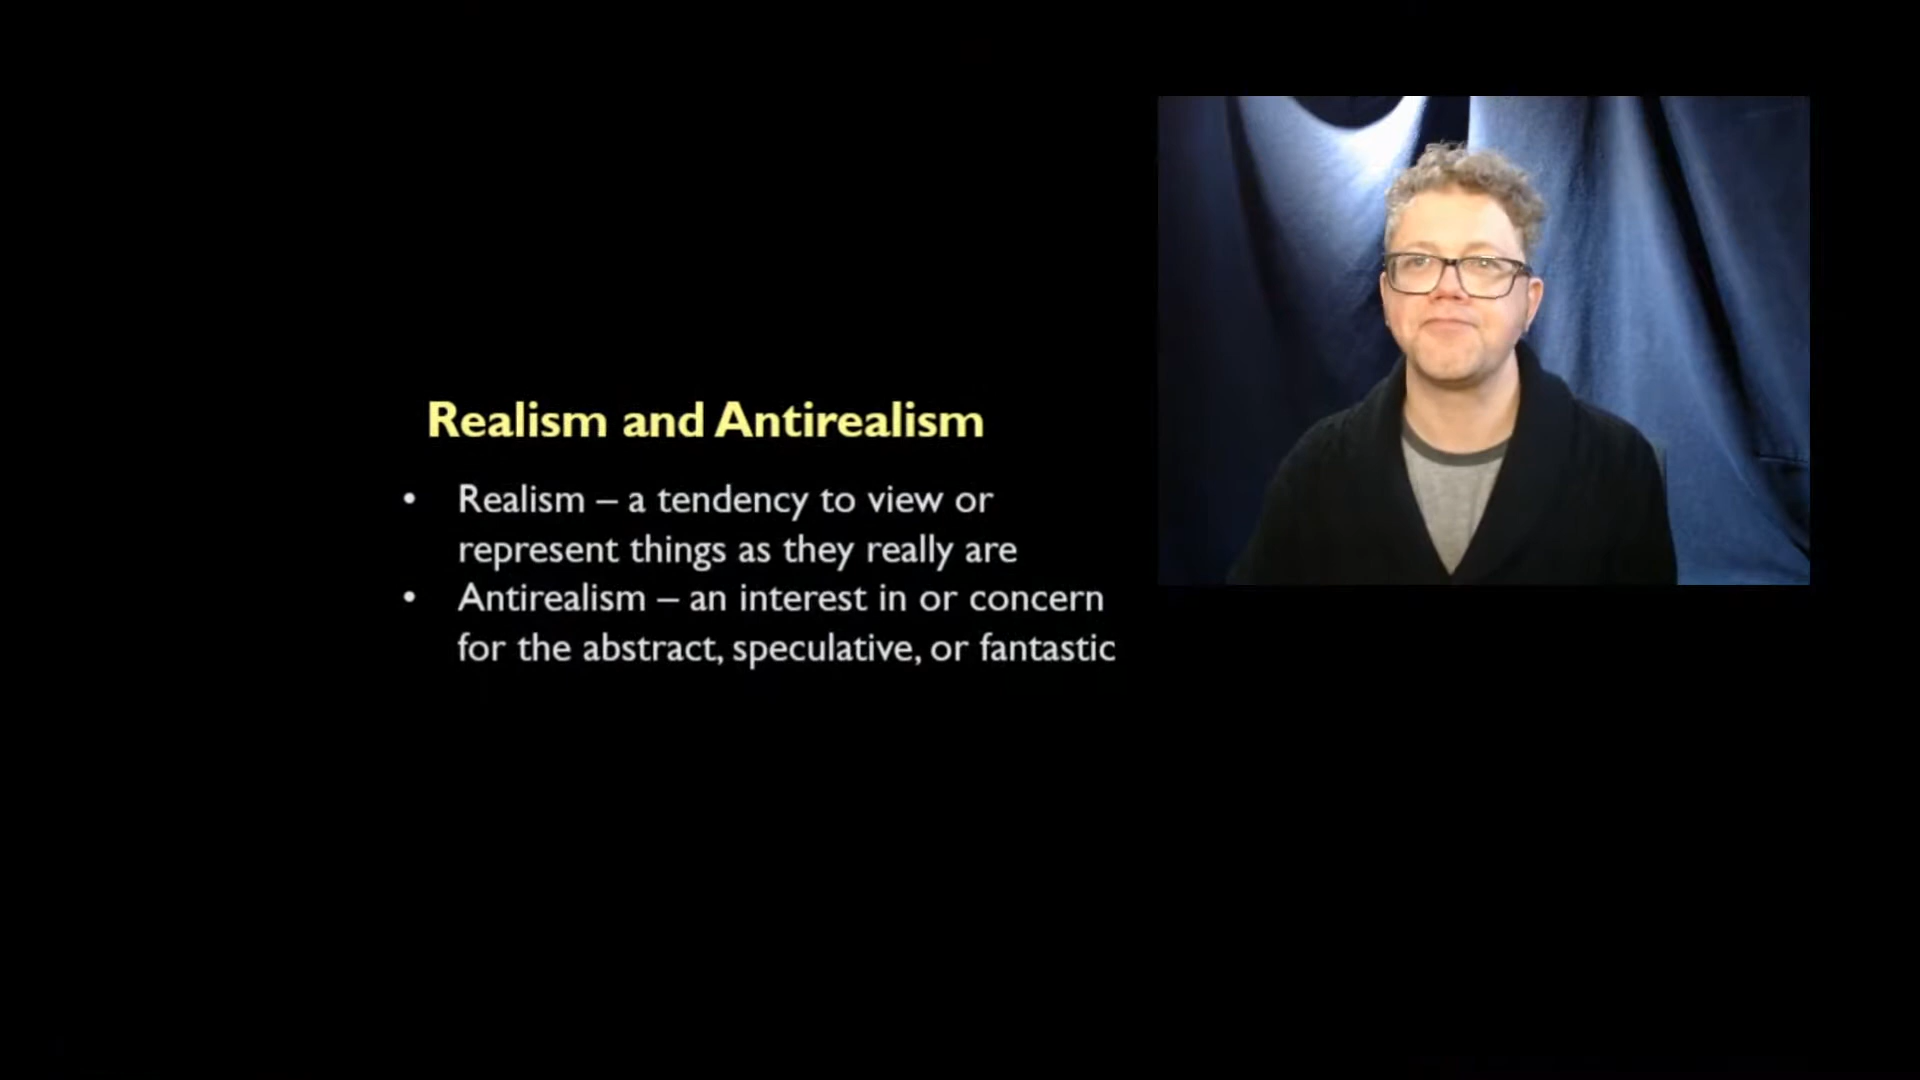 Realism and Antirealism
• Realism – a tendency to view or
represent things as they really are
• Antirealism – an interest in or concern
for the abstract, speculative, or fantastic